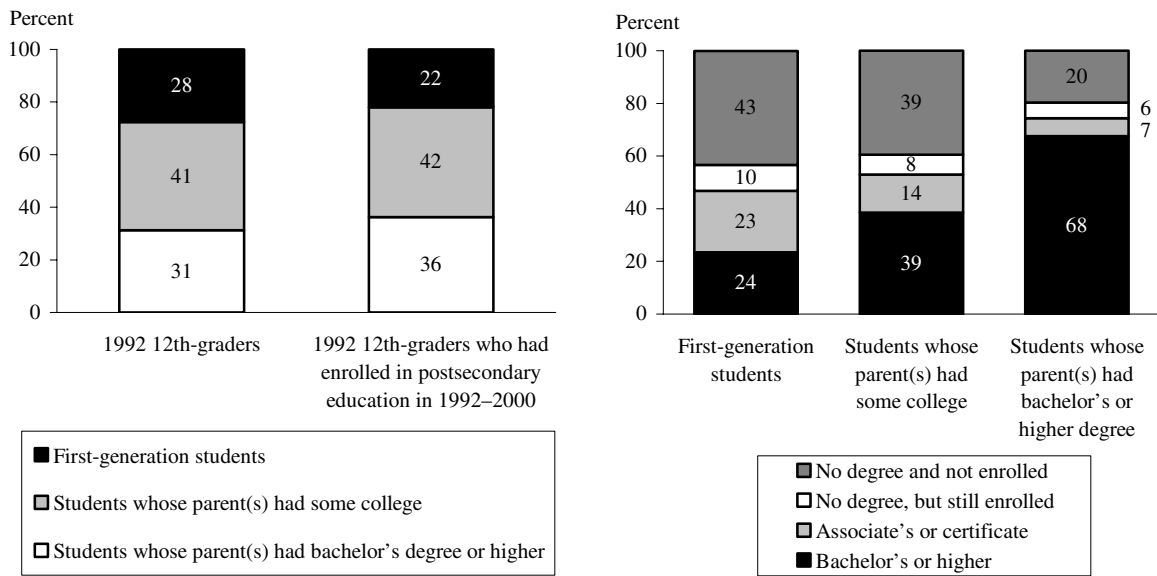 Percent
100
80
60
40
20
0
28
41
31
22
42
36
1992 12th-graders
1992 12th-graders who had
enrolled in postsecondary
education in 1992–2000
First-generation students
Students whose parent(s) had some college
Students whose parent(s) had bachelor's degree or higher
Percent
100
80
60
40
20
0
43
10
23
24
39
8
14
39
20
6
7
68
First-generation
students
Students whose
parent(s) had
some college
Students whose
parent(s) had
bachelor's or
higher degree
No degree and not enrolled
No degree, but still enrolled
Associate's or certificate
Bachelor's or higher